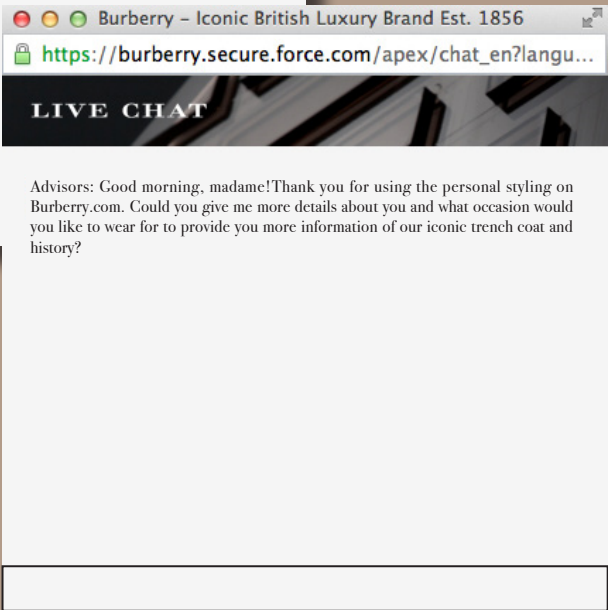 Burberry – Iconic British Luxury Brand Est. 1856
https://burberry.secure.force.com/apex/chat_en?langu...
LIVE CHAT
Advisors: Good morning, madame!Thank you for using the personal styling on
Burberry.com. Could you give me more details about you and what occasion would
you like to wear for to provide you more information of our iconic trench coat and
history?